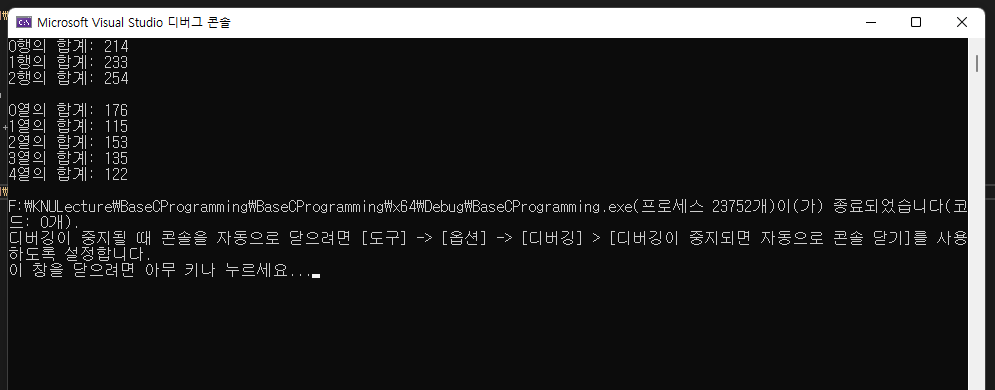 Microsoft Visual Studio 디버그 콘솔
0행의 합계: 214
1행의 합계: 233
2행의 합계: 254
0열의 합계: 176
1열의 합계: 115
2열의 합계: 153
3열의 합계: 135
4열의 합계: 122
F:₩KNULecture₩BaseCProgramming₩BaseCProgramming₩x64₩Debug₩BaseCProgramming.exe(프로세스 23752개)이(가) 종료되었습니다(코
드: 0개).
디버깅이 중지될 때 콘솔을 자동으로 닫으려면 [도구] -> [옵션] -> [디버깅] > [디버깅이 중지되면 자동으로 콘솔 닫기]를 사용
하도록 설정합니다.
이 창을 닫으려면 아무 키나 누르세요...